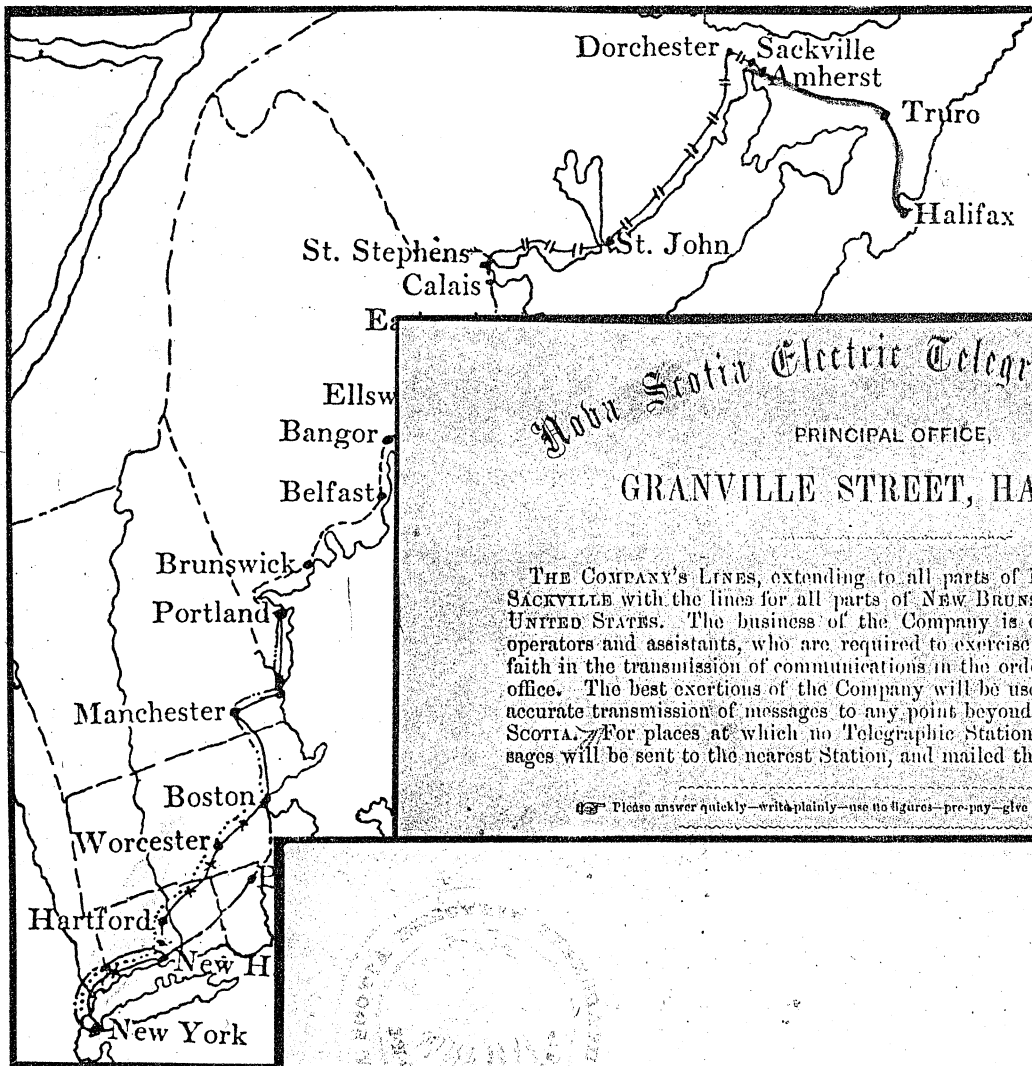 Dorchester
Sackville
Amherst
Truro
Halifax
St. Stephens
St. John
Calais
Ea
Ellsw
Bangor
Belfast
Brunswick
Portland
Manchester
Boston
Worcester
P
Hartford
New H
New York
Nova Scotia Electric Telegr
PRINCIPAL OFFICE,
GRANVILLE STREET, HA
THE COMPANY'S LINES, extending to all parts of
SACKVILLE with the lines for all parts of NEW BRUNS
UNITED STATES. The business of the Company is
operators and assistants, who are required to exercise
faith in the transmission of communications in the orde
office. The best exertions of the Company will be use
accurate transmission of messages to any point beyond
SCOTIA. For places at which no Telegraphic Station
sages will be sent to the nearest Station, and mailed th
☞ Please answer quickly—write plainly—use no figures—pre-pay—give